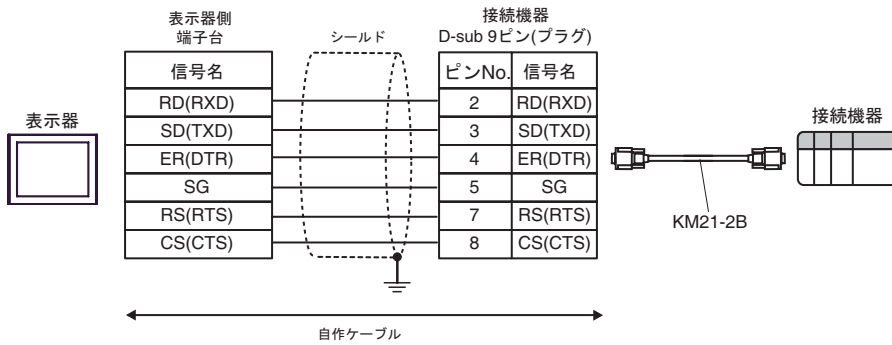 表示器側
端子台
シールド
接続機器
D-sub 9ピン(プラグ)
信号名
ピンNo. 信号名
RD(RXD) 2 RD(RXD)
SD(TXD) 3 SD(TXD)
ER(DTR) 4 ER(DTR)
SG 5 SG
RS(RTS) 7 RS(RTS)
CS(CTS) 8 CS(CTS)
表示器
接続機器
KM21-2B
自作ケーブル